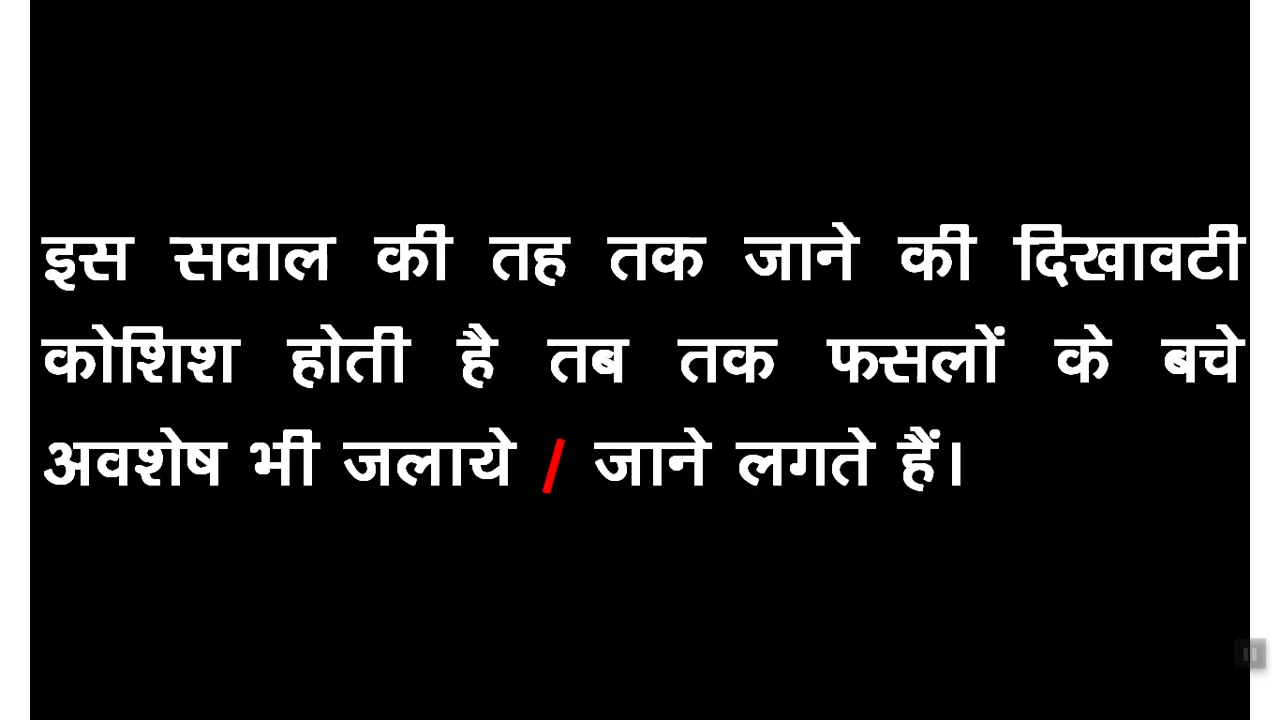 इस सवाल की तह तक जाने की दिखावटी
कोशिश होती है तब तक फसलों के बचे
अवशेष भी जलाये / जाने लगते हैं।